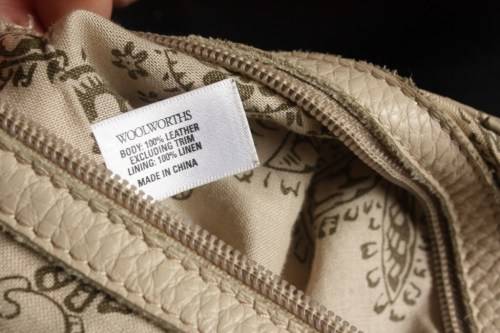 WOOLWORTHS
BODY: 100% LEATHER
EXCLUDING TRIM
LINING: 100% LINEN
MADE IN CHINA